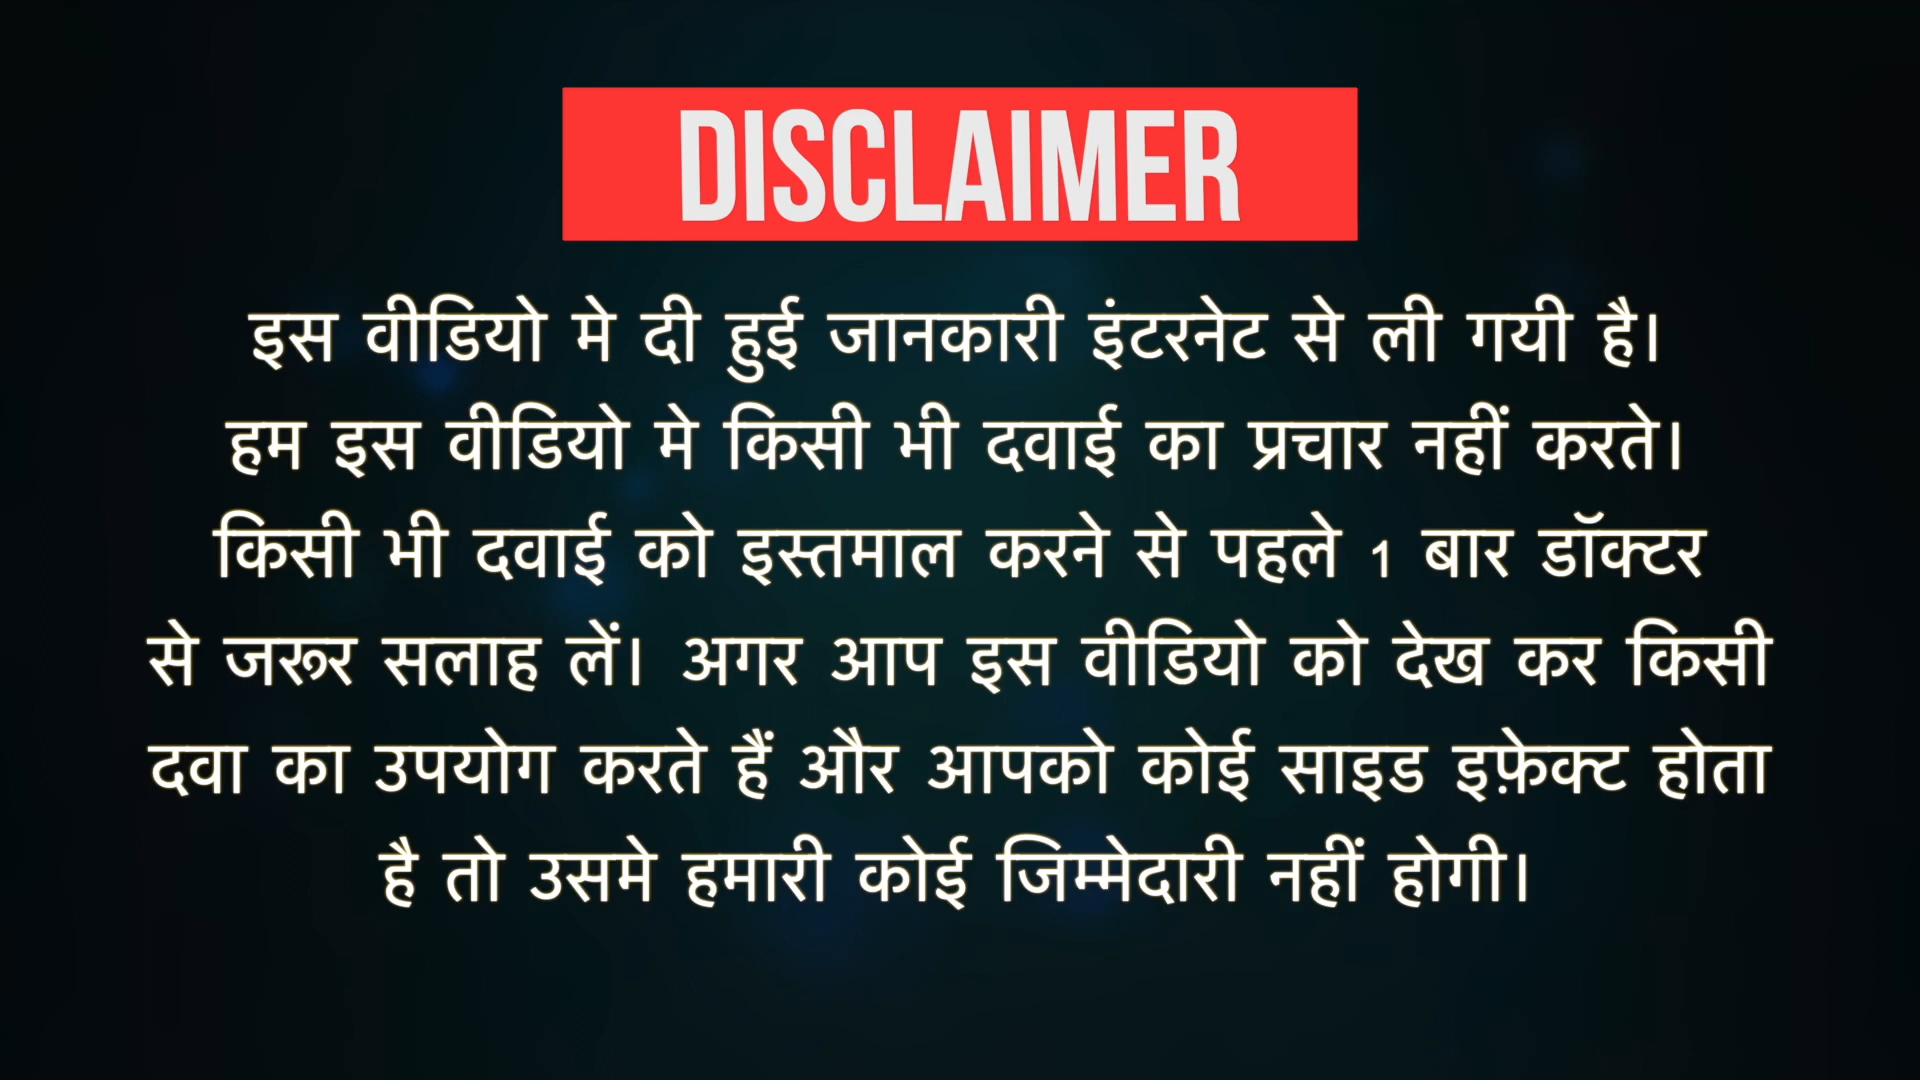 DISCLAIMER
इस वीडियो मे दी हुई जानकारी इंटरनेट से ली गयी है।
हम इस वीडियो मे किसी भी दवाई का प्रचार नहीं करते।
किसी भी दवाई को इस्तमाल करने से पहले 1 बार डॉक्टर
से जरूर सलाह लें। अगर आप इस वीडियो को देख कर किसी
दवा का उपयोग करते हैं और आपको कोई साइड इफ़ेक्ट होता
है तो उसमे हमारी कोई जिम्मेदारी नहीं होगी।